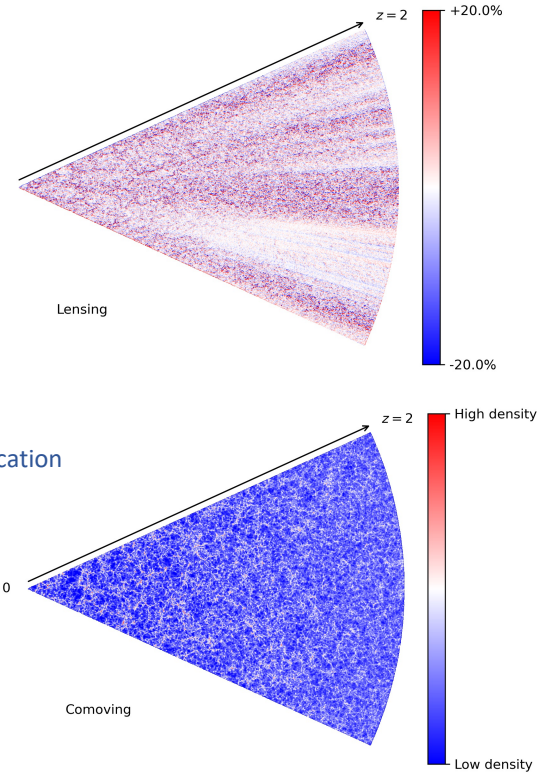 z = 2
+20.0%
Lensing
-20.0%
z = 2
High density
cation
0
Comoving
Low density